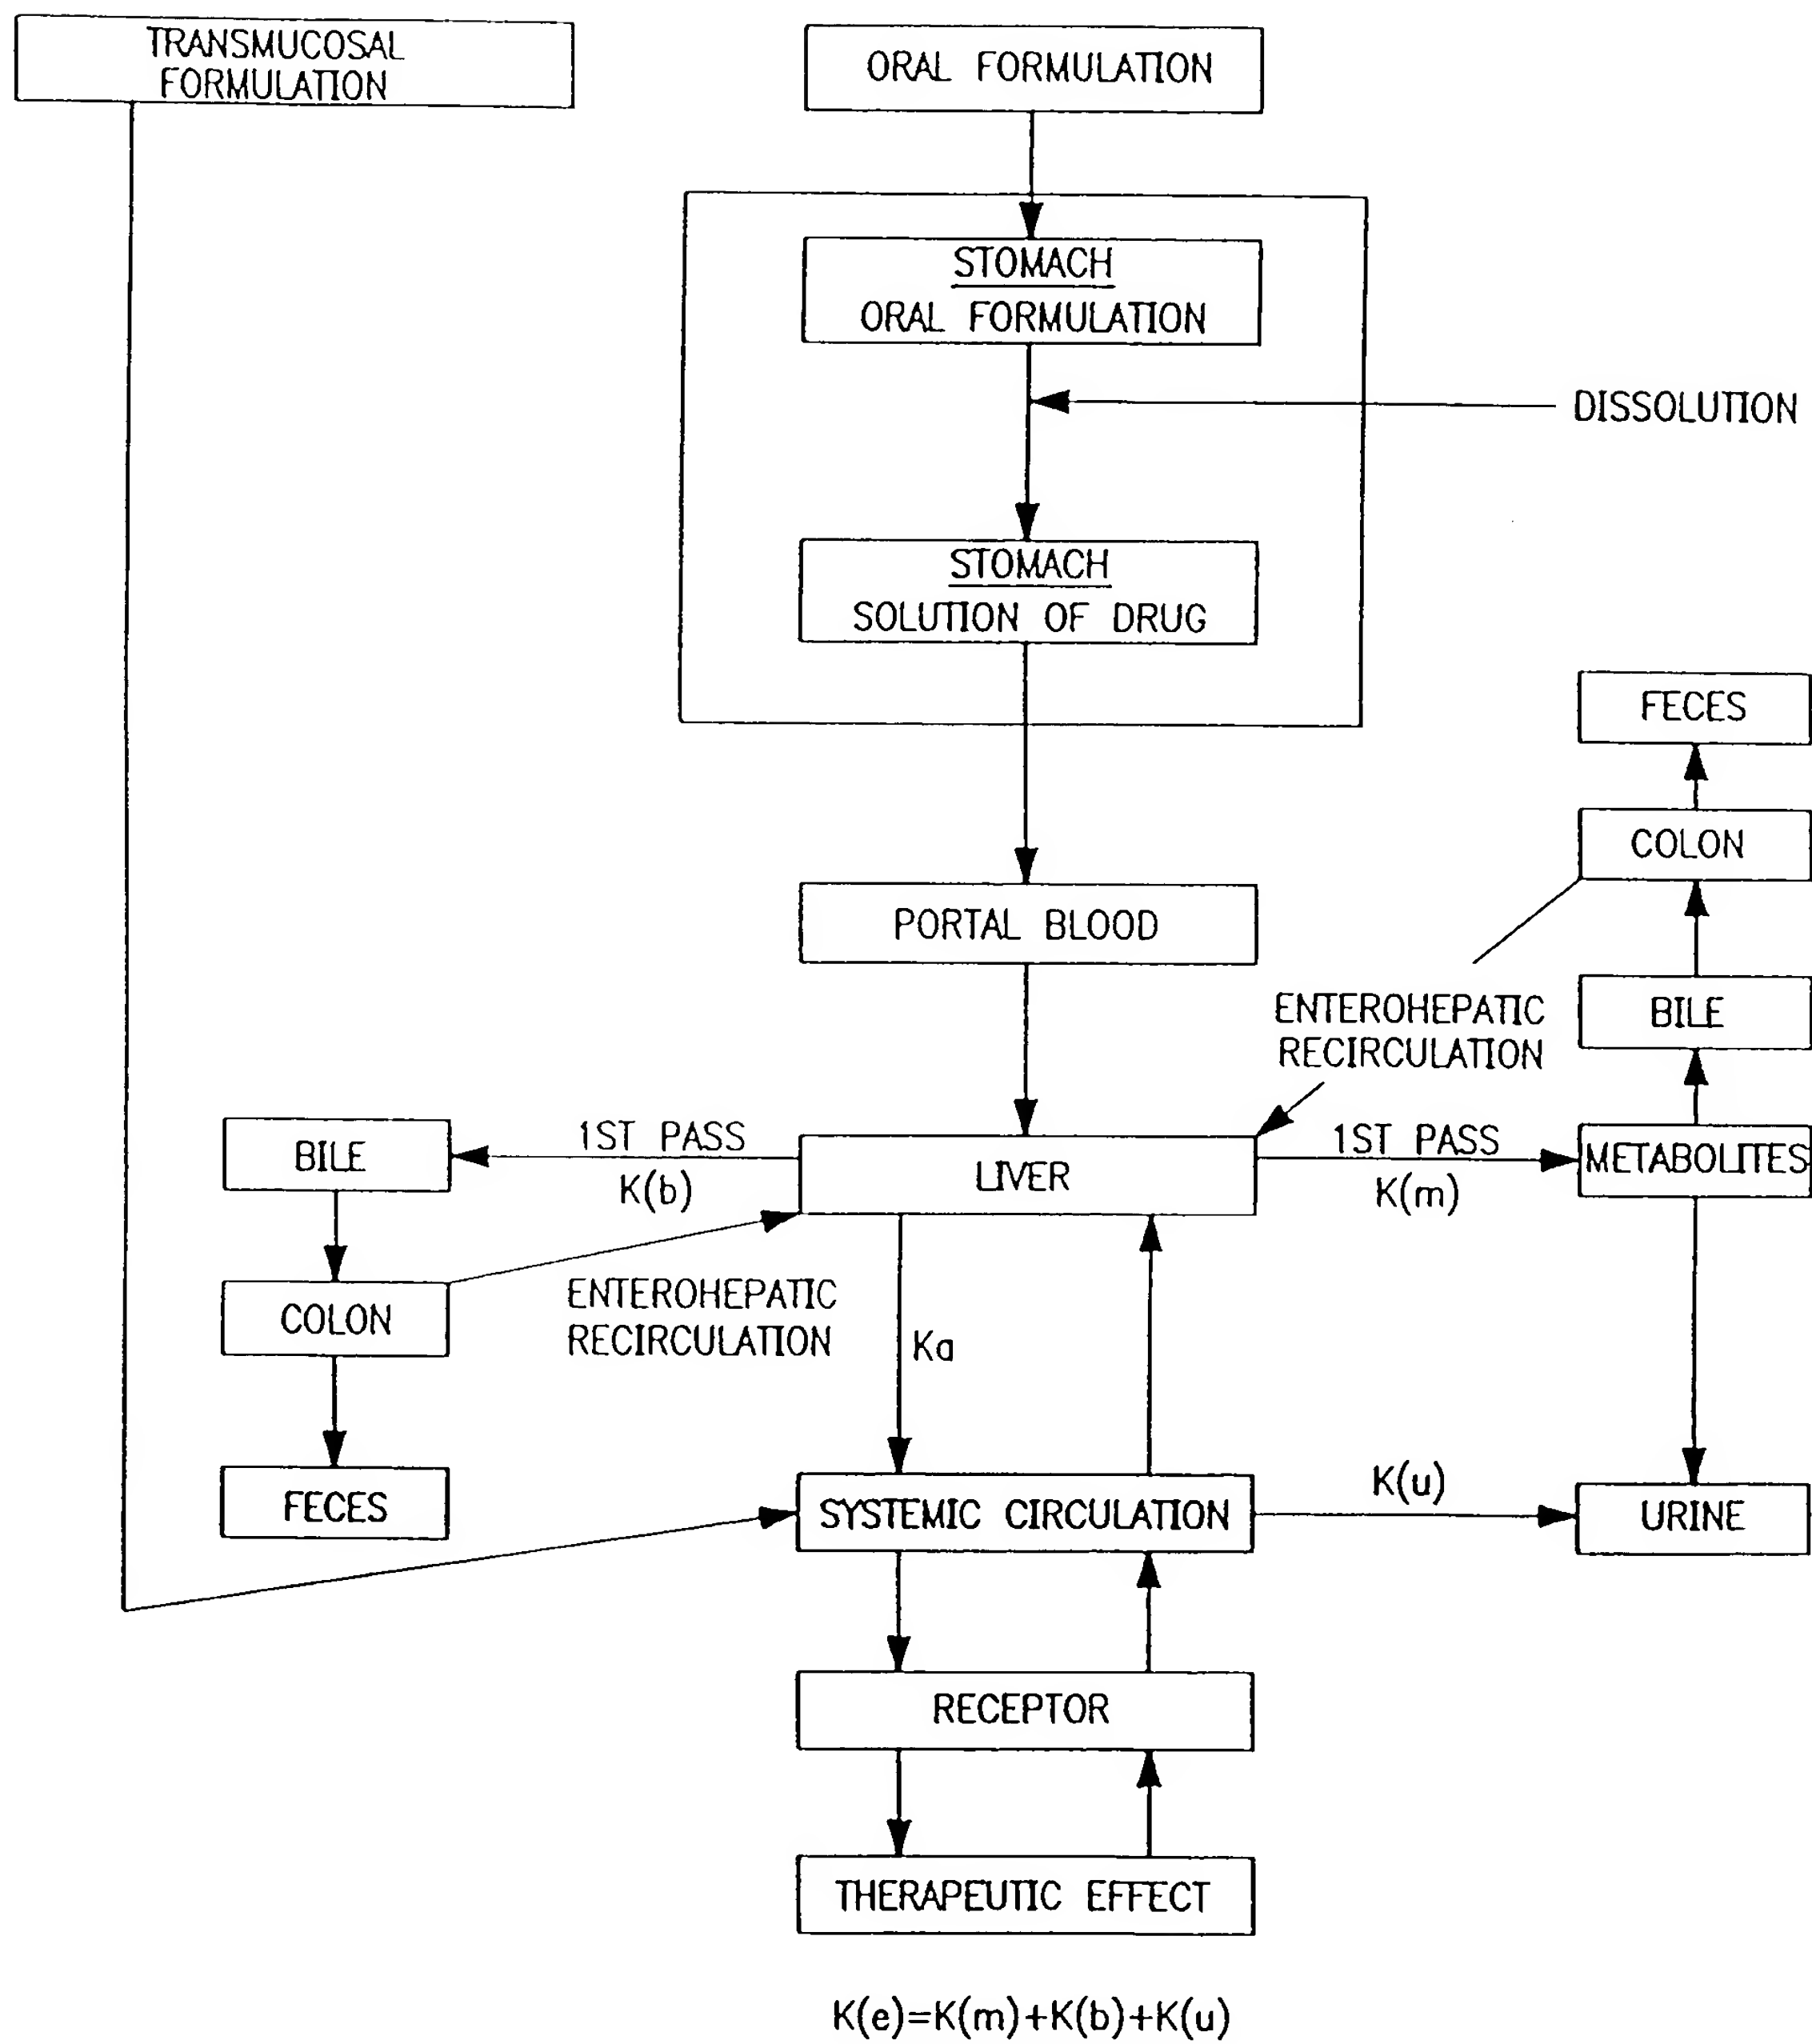 TRANSMUCOSAL
FORMULATION
ORAL FORMULATION
STOMACH
ORAL FORMULATION
DISSOLUTION
STOMACH
SOLUTION OF DRUG
FECES
COLON
PORTAL BLOOD
ENTEROHEPATIC
RECIRCULATION
BILE
BILE
1ST PASS
K(b)
LIVER
1ST PASS
K(m)
METABOLITES
COLON
ENTEROHEPATIC
RECIRCULATION
Ka
FECES
SYSTEMIC CIRCULATION
K(u)
URINE
RECEPTOR
THERAPEUTIC EFFECT
K(e)=K(m)+K(b)+K(u)